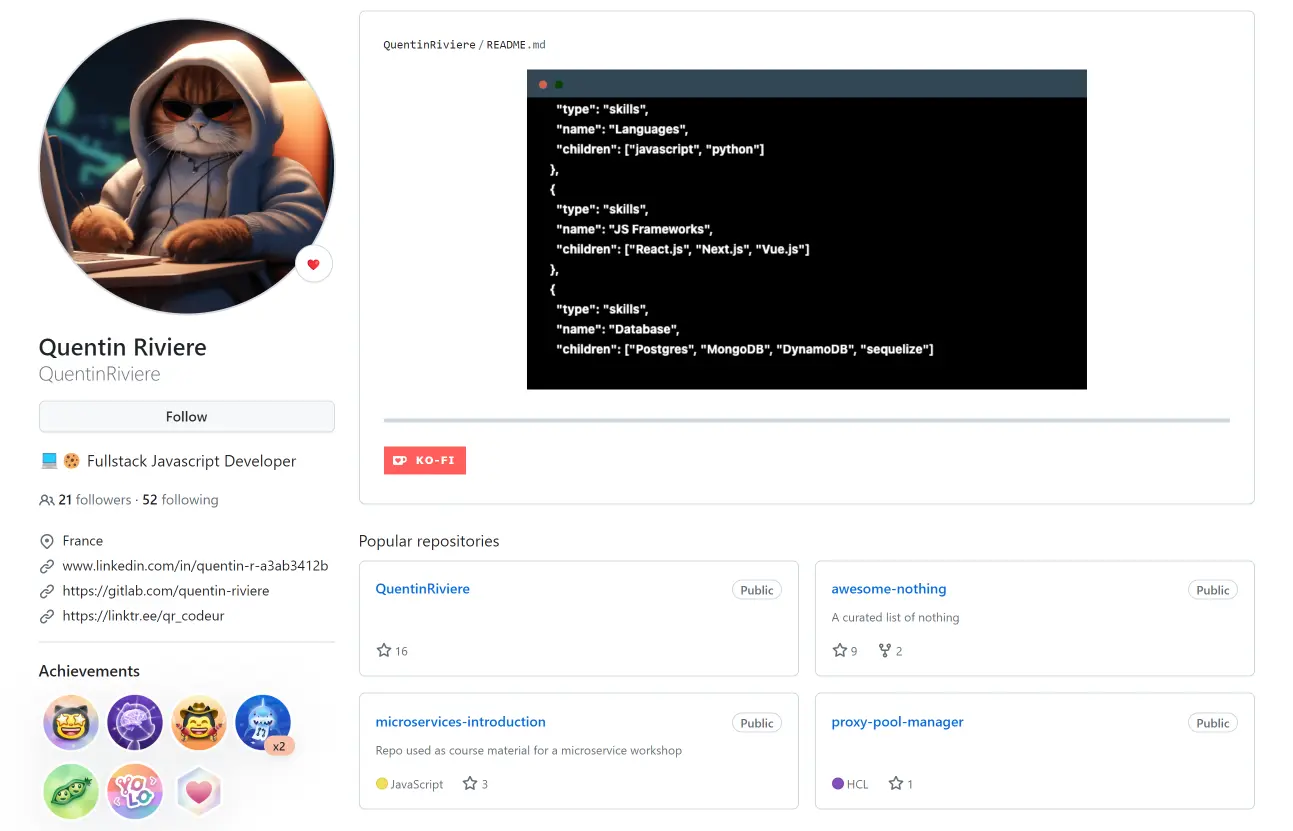 Quentin Riviere
QuentinRiviere
Follow
Fullstack Javascript Developer
21 followers · 52 following
France
www.linkedin.com/in/quentin-r-a3ab3412b
https://gitlab.com/quentin-riviere
https://linktr.ee/qr_codeur
Achievements
x2
YOLO
QuentinRiviere / README.md
"type": "skills",
"name": "Languages",
"children": ["javascript", "python"]
},
{
"type": "skills",
"name": "JS Frameworks",
"children": ["React.js", "Next.js", "Vue.js"]
},
{
"type": "skills",
"name": "Database",
"children": ["Postgres", "MongoDB", "DynamoDB", "sequelize"]
KO-FI
Popular repositories
QuentinRiviere
Public
16
awesome-nothing
Public
A curated list of nothing
9 2
microservices-introduction
Public
Repo used as course material for a microservice workshop
JavaScript 3
proxy-pool-manager
Public
HCL 1